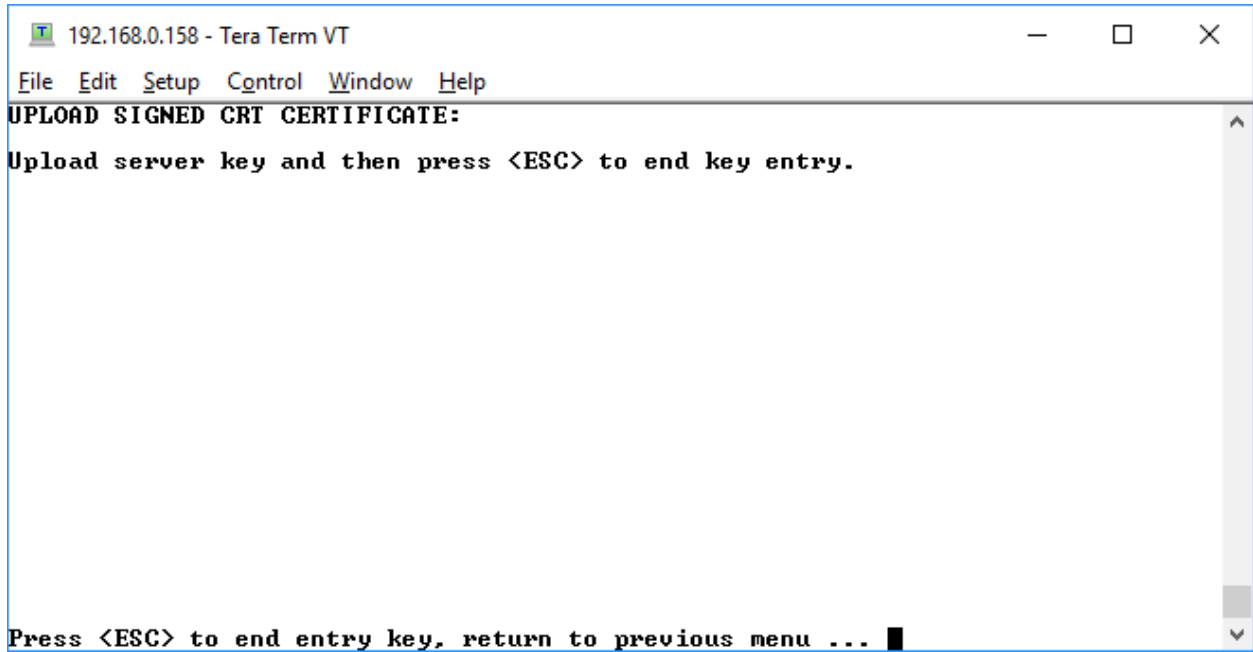 192.168.0.158 - Tera Term VT
File Edit Setup Control Window Help
UPLOAD SIGNED CRT CERTIFICATE:
Upload server key and then press <ESC> to end key entry.
Press <ESC> to end entry key, return to previous menu ...